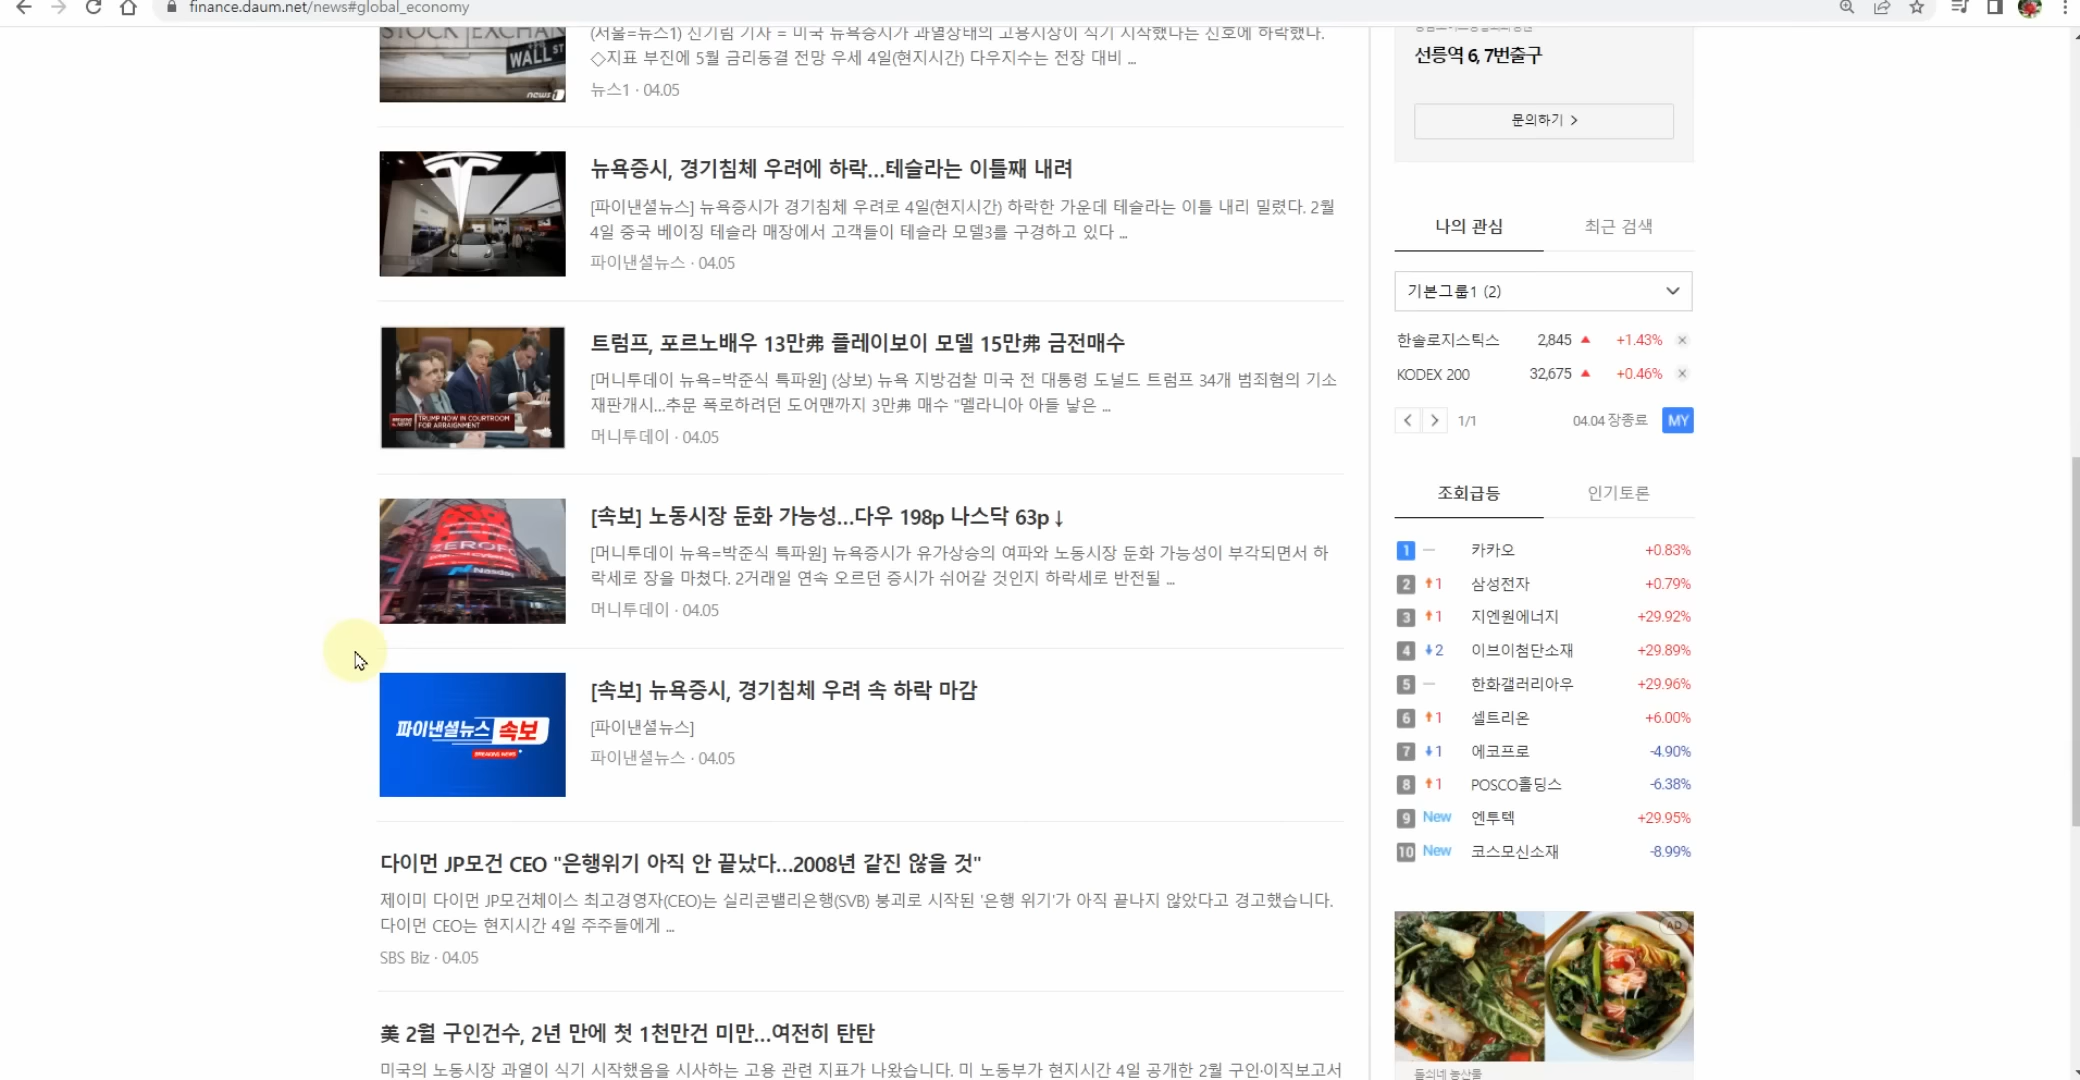 finance.daum.net/news#global_economy
STOCK EXCHAN
WALL ST
news1
(서울=뉴스1) 신기림 기사 = 미국 뉴욕증시가 과열상태의 고용시장이 식기 시작했다는 신호에 하락했다.
◇지표 부진에 5월 금리동결 전망 우세 4일(현지시간) 다우지수는 전장 대비 ...
뉴스1 · 04.05
뉴욕증시, 경기침체 우려에 하락...테슬라는 이틀째 내려
[파이낸셜뉴스] 뉴욕증시가 경기침체 우려로 4일(현지시간) 하락한 가운데 테슬라는 이틀 내리 밀렸다. 2월
4일 중국 베이징 테슬라 매장에서 고객들이 테슬라 모델3를 구경하고 있다 ...
파이낸셜뉴스 · 04.05
트럼프, 포르노배우 13만弗 플레이보이 모델 15만弗 금전매수
[머니투데이 뉴욕=박준식 특파원] (상보) 뉴욕 지방검찰 미국 전 대통령 도널드 트럼프 34개 범죄혐의 기소
재판개시...추문 폭로하려던 도어맨까지 3만弗 매수 "멜라니아 아들 낳은 ...
머니투데이 · 04.05
TRUMP NOW IN COURTROOM
FOR ARRAIGNMENT
[속보] 노동시장 둔화 가능성...다우 198p 나스닥 63p↓
[머니투데이 뉴욕=박준식 특파원] 뉴욕증시가 유가상승의 여파와 노동시장 둔화 가능성이 부각되면서 하
락세로 장을 마쳤다. 2거래일 연속 오르던 증시가 쉬어갈 것인지 하락세로 반전될 ...
머니투데이 · 04.05
ZEROFO
Nasdaq
[속보] 뉴욕증시, 경기침체 우려 속 하락 마감
[파이낸셜뉴스]
파이낸셜뉴스 · 04.05
파이낸셜뉴스 속보
BREAKING NEWS
다이먼 JP모건 CEO "은행위기 아직 안 끝났다...2008년 같진 않을 것"
제이미 다이먼 JP모건체이스 최고경영자(CEO)는 실리콘밸리은행(SVB) 붕괴로 시작된 '은행 위기'가 아직 끝나지 않았다고 경고했습니다.
다이먼 CEO는 현지시간 4일 주주들에게 ...
SBS Biz · 04.05
美 2월 구인건수, 2년 만에 첫 1천만건 미만...여전히 탄탄
미국의 노동시장 과열이 식기 시작했음을 시사하는 고용 관련 지표가 나왔습니다. 미 노동부가 현지시간 4일 공개한 2월 구인·이직보고서
선릉역 6, 7번출구
문의하기 >
나의 관심 최근 검색
기본그룹1 (2)
한솔로지스틱스 2,845 ▲ +1.43% ×
KODEX 200 32,675 ▲ +0.46% ×
< > 1/1 04.04 장종료 MY
조회급등 인기토론
1 — 카카오 +0.83%
2 ↑1 삼성전자 +0.79%
3 ↑1 지엔원에너지 +29.92%
4 ↓2 이브이첨단소재 +29.89%
5 — 한화갤러리아우 +29.96%
6 ↑1 셀트리온 +6.00%
7 ↓1 에코프로 -4.90%
8 ↑1 POSCO홀딩스 -6.38%
9 New 엔투텍 +29.95%
10 New 코스모신소재 -8.99%
AD
들쇠네 농산물